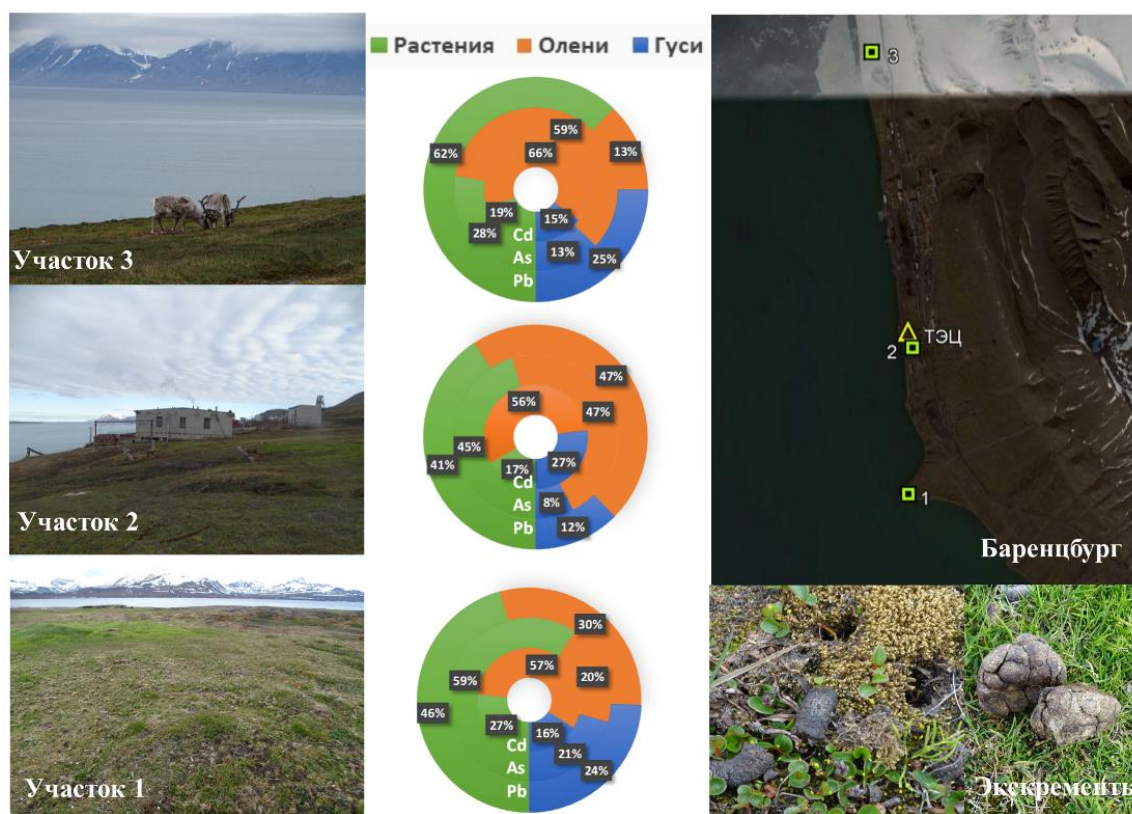 Растения Олени Гуси
Участок 3
62%
59%
66%
13%
19%
28%
15%
13%
25%
Cd
As
Pb
3
ТЭЦ
2
1
Баренцбург
Участок 2
47%
56%
47%
45%
41%
17%
27%
8%
12%
Cd
As
Pb
Участок 1
30%
57%
59%
20%
46%
27%
16%
21%
24%
Cd
As
Pb
Экскременты